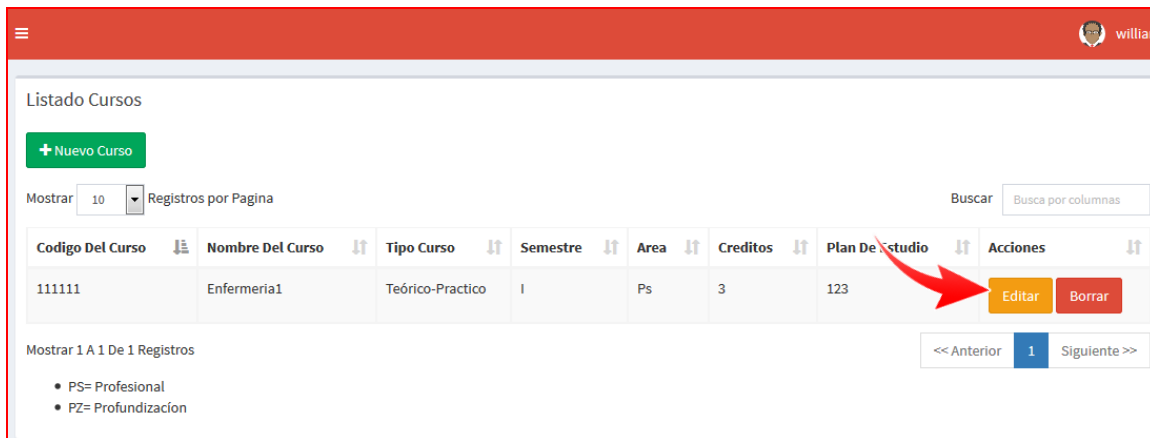 Listado Cursos
Nuevo Curso
Mostrar 10 Registros por Pagina Buscar Busca por columnas
Codigo Del Curso Nombre Del Curso Tipo Curso Semestre Area Creditos Plan De Estudio Acciones
111111 Enfermeria1 Teórico-Practico I Ps 3 123 Editar Borrar
Mostrar 1 A 1 De 1 Registros << Anterior 1 Siguiente >>
PS= Profesional
PZ= Profundizacíon